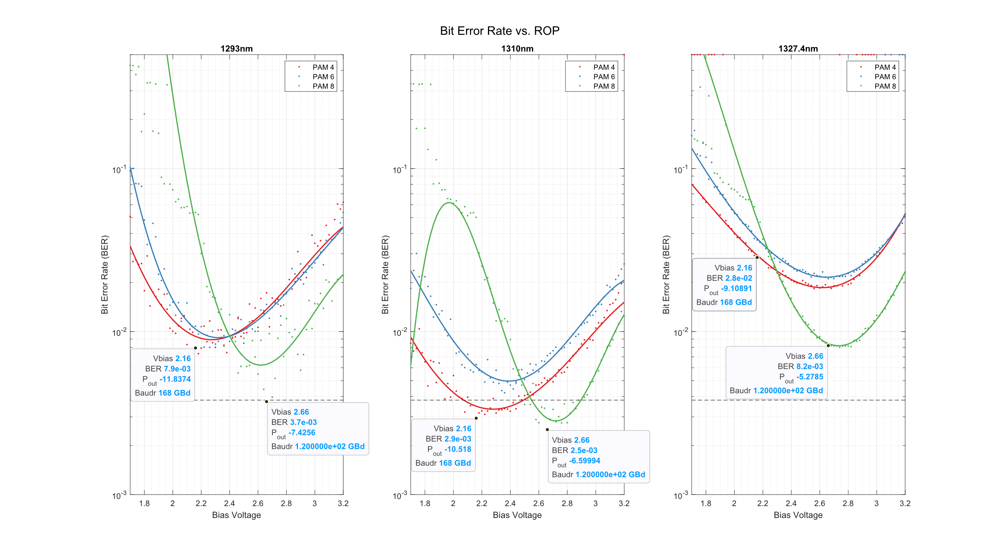 Bit Error Rate vs. ROP
1293nm
PAM 4
PAM 6
PAM 8
10-1
10-2
10-3
Bit Error Rate (BER)
Vbias 2.16
BER 7.9e-03
Pout -11.8374
Baudr 168 GBd
Vbias 2.66
BER 3.7e-03
Pout -7.4256
Baudr 1.200000e+02 GBd
1.8 2 2.2 2.4 2.6 2.8 3 3.2
Bias Voltage
1310nm
PAM 4
PAM 6
PAM 8
10-1
10-2
10-3
Bit Error Rate (BER)
Vbias 2.16
BER 2.9e-03
Pout -10.518
Baudr 168 GBd
Vbias 2.66
BER 2.5e-03
Pout -6.59994
Baudr 1.200000e+02 GBd
1.8 2 2.2 2.4 2.6 2.8 3 3.2
Bias Voltage
1327.4nm
PAM 4
PAM 6
PAM 8
10-1
10-2
10-3
Bit Error Rate (BER)
Vbias 2.16
BER 2.8e-02
Pout -9.10891
Baudr 168 GBd
Vbias 2.66
BER 8.2e-03
Pout -5.2785
Baudr 1.200000e+02 GBd
1.8 2 2.2 2.4 2.6 2.8 3 3.2
Bias Voltage